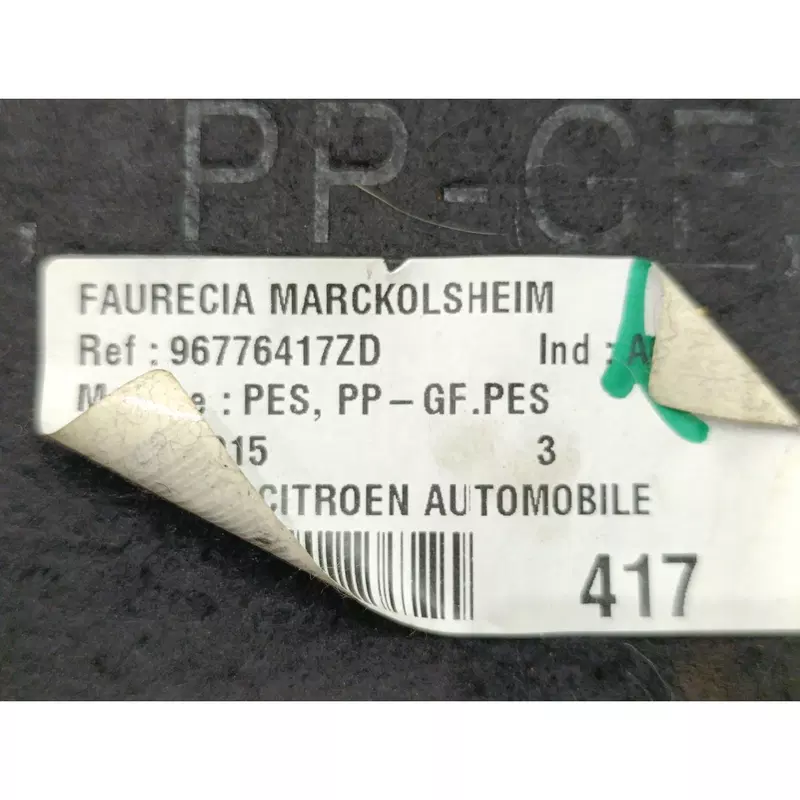 PP-GF
FAURECIA MARCKOLSHEIM
Ref : 96776417ZD Ind : A
: PES, PP-GF.PES
15 3
CITROEN AUTOMOBILE
417